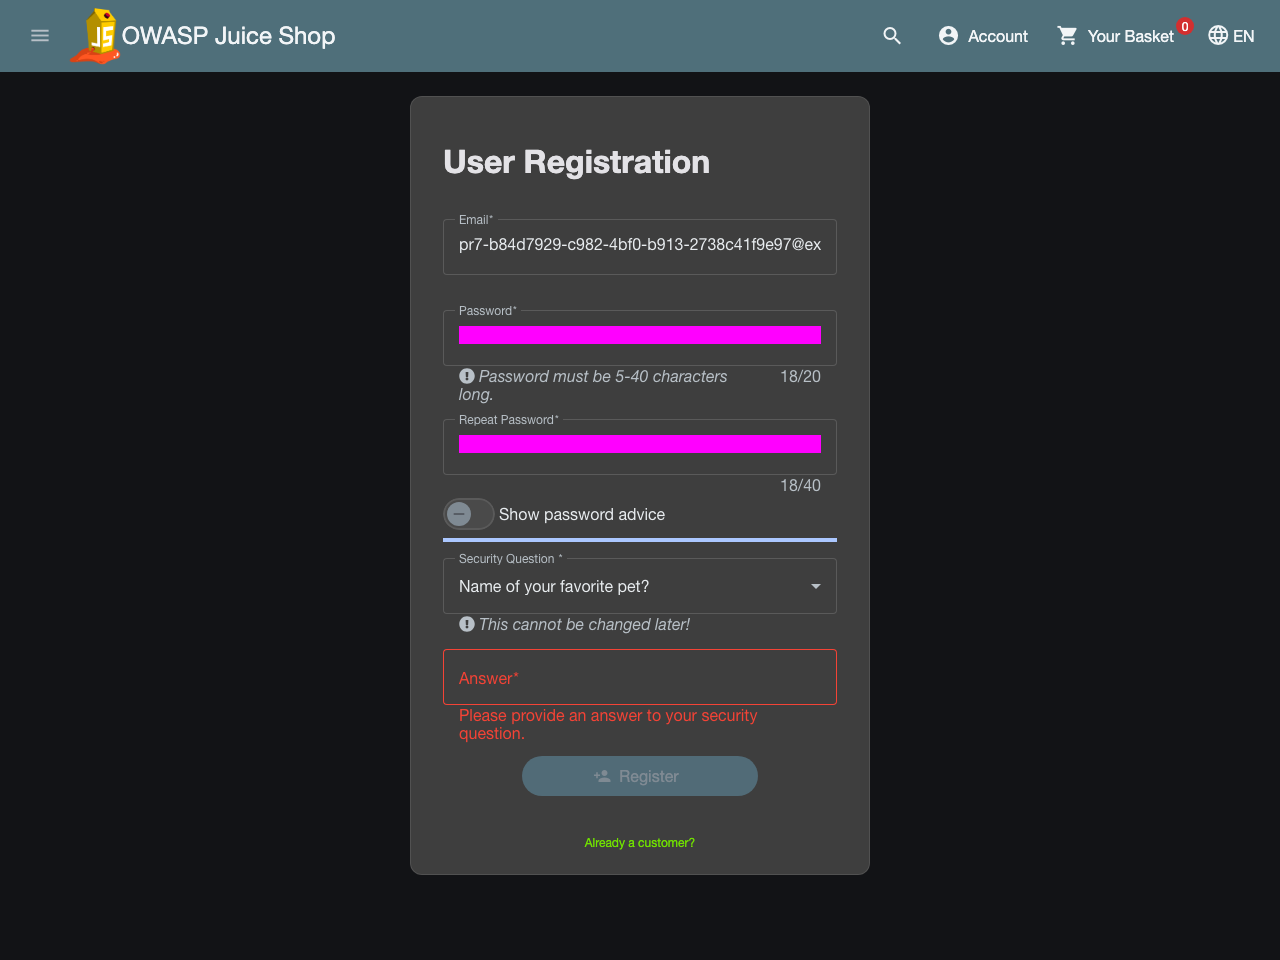 OWASP Juice Shop
Account
Your Basket
0
EN
User Registration
Email*
pr7-b84d7929-c982-4bf0-b913-2738c41f9e97@ex
Password*
Password must be 5-40 characters long.
18/20
Repeat Password*
18/40
Show password advice
Security Question *
Name of your favorite pet?
This cannot be changed later!
Answer*
Please provide an answer to your security
question.
Register
Already a customer?